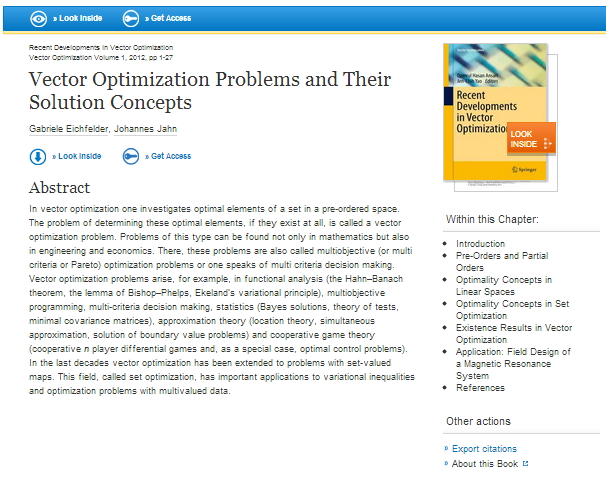 » Look Inside
» Get Access
Recent Developments in Vector Optimization
Vector Optimization Volume 1, 2012, pp 1-27
Vector Optimization Problems and Their
Solution Concepts
Gabriele Eichfelder, Johannes Jahn
» Look Inside
» Get Access
Abstract
In vector optimization one investigates optimal elements of a set in a pre-ordered space.
The problem of determining these optimal elements, if they exist at all, is called a vector
optimization problem. Problems of this type can be found not only in mathematics but also
in engineering and economics. There, these problems are also called multiobjective (or multi
criteria or Pareto) optimization problems or one speaks of multi criteria decision making.
Vector optimization problems arise, for example, in functional analysis (the Hahn–Banach
theorem, the lemma of Bishop–Phelps, Ekeland's variational principle), multiobjective
programming, multi-criteria decision making, statistics (Bayes solutions, theory of tests,
minimal covariance matrices), approximation theory (location theory, simultaneous
approximation, solution of boundary value problems) and cooperative game theory
(cooperative n player differential games and, as a special case, optimal control problems).
In the last decades vector optimization has been extended to problems with set-valued
maps. This field, called set optimization, has important applications to variational inequalities
and optimization problems with multivalued data.
Qamrul Hasan Ansari
Jen-Chih Yao Editors
Recent
Developments
in Vector
Optimization
LOOK
INSIDE
Springer
Within this Chapter:
Introduction
Pre-Orders and Partial
Orders
Optimality Concepts in
Linear Spaces
Optimality Concepts in Set
Optimization
Existence Results in Vector
Optimization
Application: Field Design of
a Magnetic Resonance
System
References
Other actions
» Export citations
» About this Book